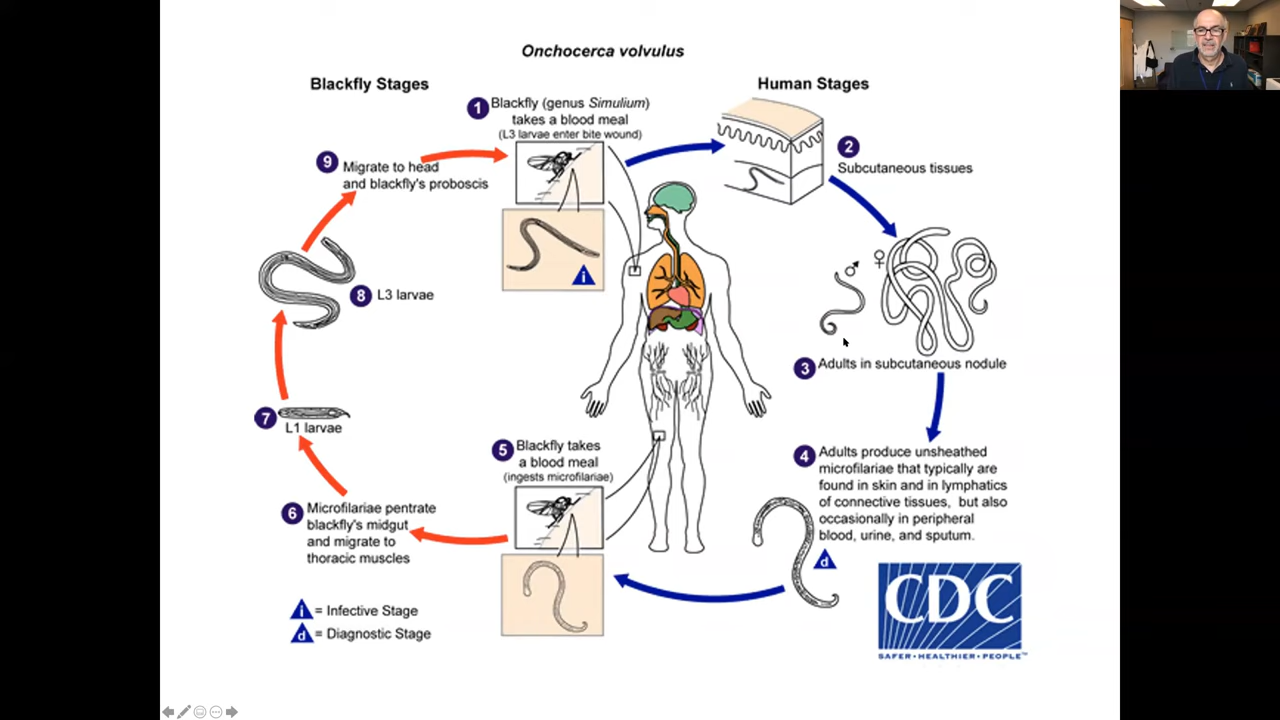 Onchocerca volvulus
Blackfly Stages
Human Stages
1 Blackfly (genus Simulium)
takes a blood meal
(L3 larvae enter bite wound)
i
2
Subcutaneous tissues
♂ ♀
3 Adults in subcutaneous nodule
4 Adults produce unsheathed
microfilariae that typically are
found in skin and in lymphatics
of connective tissues, but also
occasionally in peripheral
blood, urine, and sputum.
d
5 Blackfly takes
a blood meal
(ingests microfilariae)
6 Microfilariae pentrate
blackfly's midgut
and migrate to
thoracic muscles
7
L1 larvae
8 L3 larvae
9 Migrate to head
and blackfly's proboscis
i = Infective Stage
d = Diagnostic Stage
CDC
SAFER • HEALTHIER • PEOPLE™